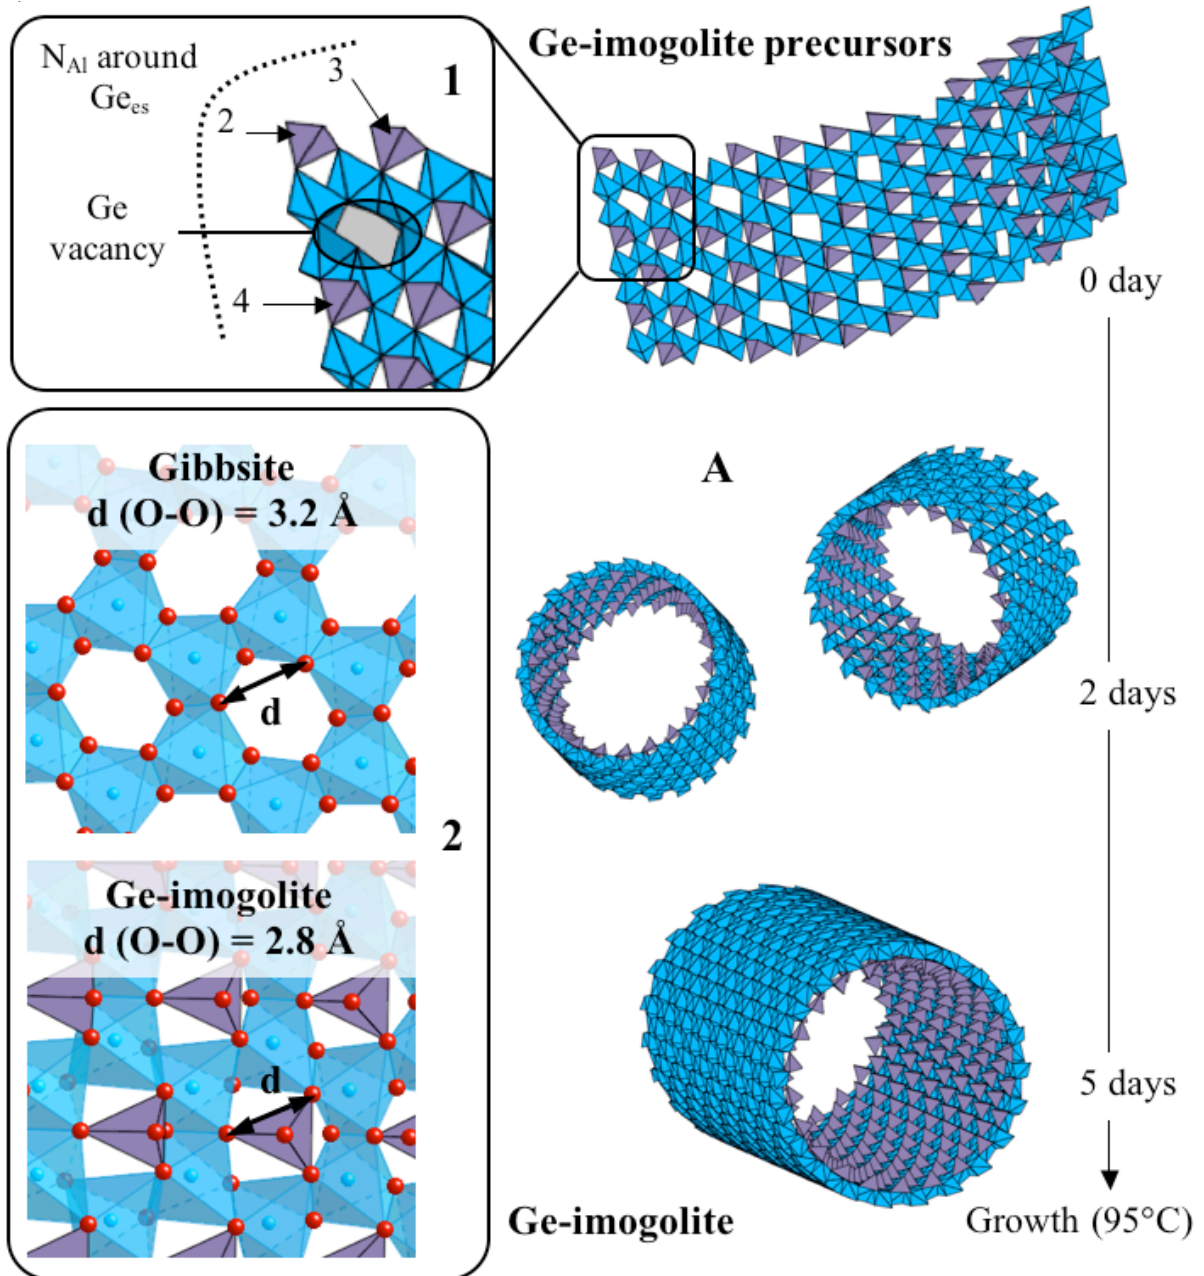 Ge-imogolite precursors
N_Al around
Ge_es
1
3
2
Ge
vacancy
4
0 day
Gibbsite
d (O-O) = 3.2 Å
d
2
Ge-imogolite
d (O-O) = 2.8 Å
d
A
2 days
5 days
Ge-imogolite
Growth (95°C)